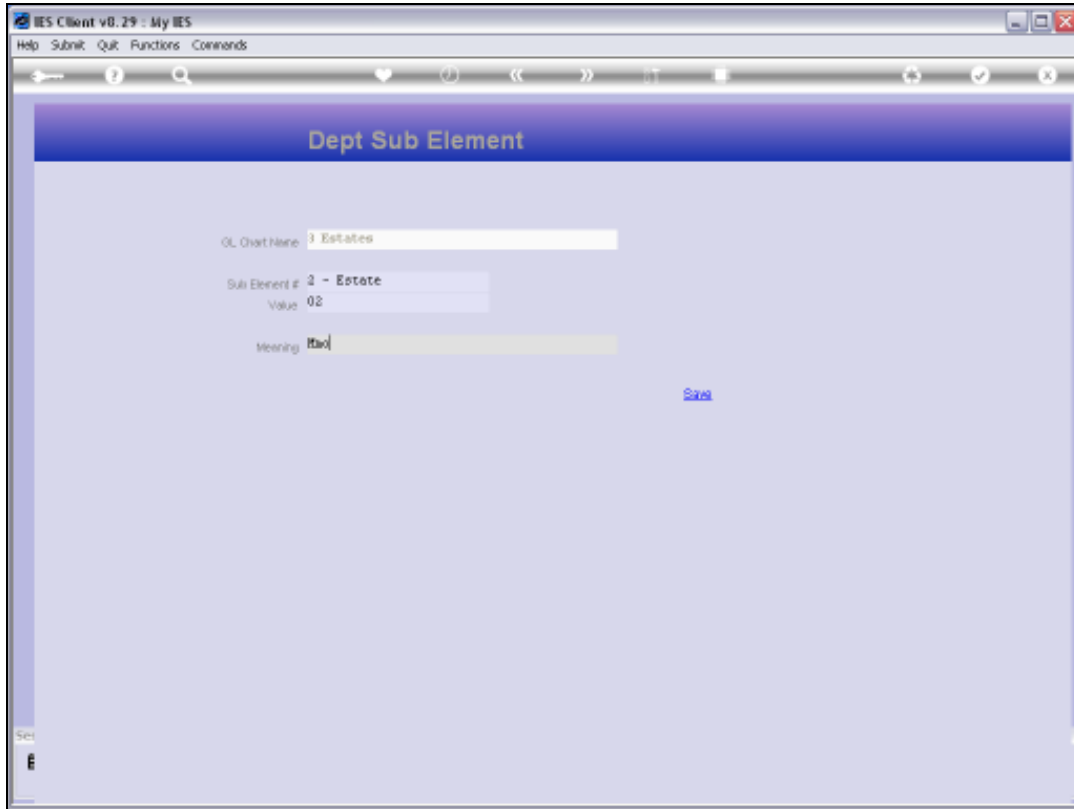 IES Client v8.29 : My IES
Help Submit Quit Functions Commands
Dept Sub Element
GL Chart Name 3 Estates
Sub Element # 2 - Estate
Value 02
Meaning
Save
Ses